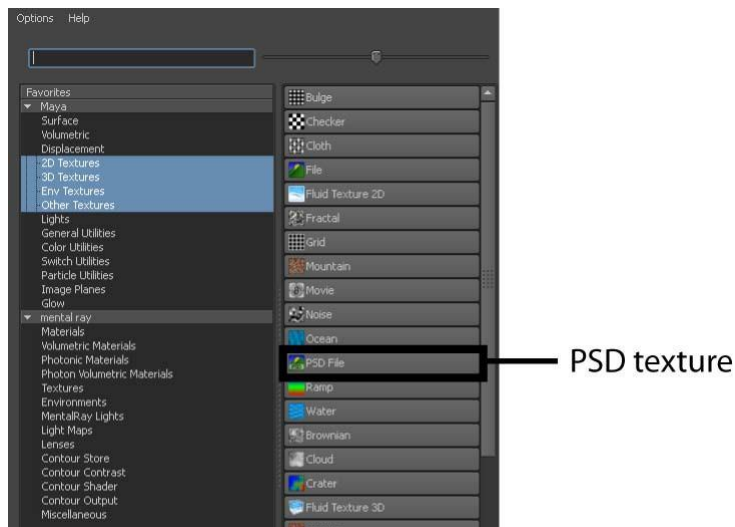 Options Help
Favorites
Maya
Surface
Volumetric
Displacement
2D Textures
3D Textures
Env Textures
Other Textures
Lights
General Utilities
Color Utilities
Switch Utilities
Particle Utilities
Image Planes
Glow
mental ray
Materials
Volumetric Materials
Photonic Materials
Photon Volumetric Materials
Textures
Environments
MentalRay Lights
Light Maps
Lenses
Contour Store
Contour Contrast
Contour Shader
Contour Output
Miscellaneous
Bulge
Checker
Cloth
File
Fluid Texture 2D
Fractal
Grid
Mountain
Movie
Noise
Ocean
PSD File
Ramp
Water
Brownian
Cloud
Crater
Fluid Texture 3D
PSD texture